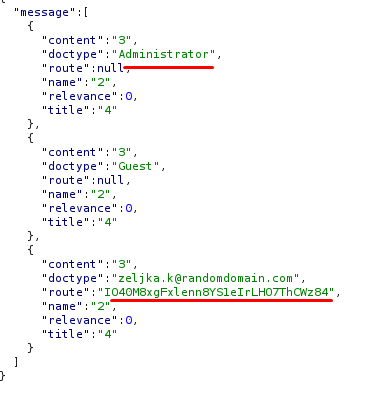 {
"message":[
{
"content":"3",
"doctype":"Administrator",
"route":null,
"name":"2",
"relevance":0,
"title":"4"
},
{
"content":"3",
"doctype":"Guest",
"route":null,
"name":"2",
"relevance":0,
"title":"4"
},
{
"content":"3",
"doctype":"zeljka.k@randomdomain.com",
"route":"IO40M8xgFxlenn8YS1eIrLHO7ThCWz84",
"name":"2",
"relevance":0,
"title":"4"
}
]
}